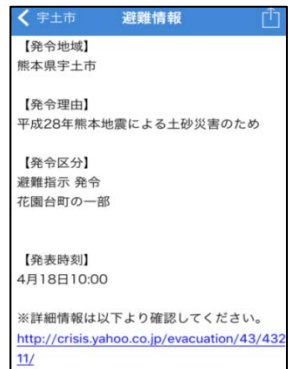 宇土市 避難情報
【発令地域】
熊本県宇土市
【発令理由】
平成28年熊本地震による土砂災害のため
【発令区分】
避難指示 発令
花園台町の一部
【発表時刻】
4月18日10:00
※詳細情報は以下より確認してください。
http://crisis.yahoo.co.jp/evacuation/43/432
11/